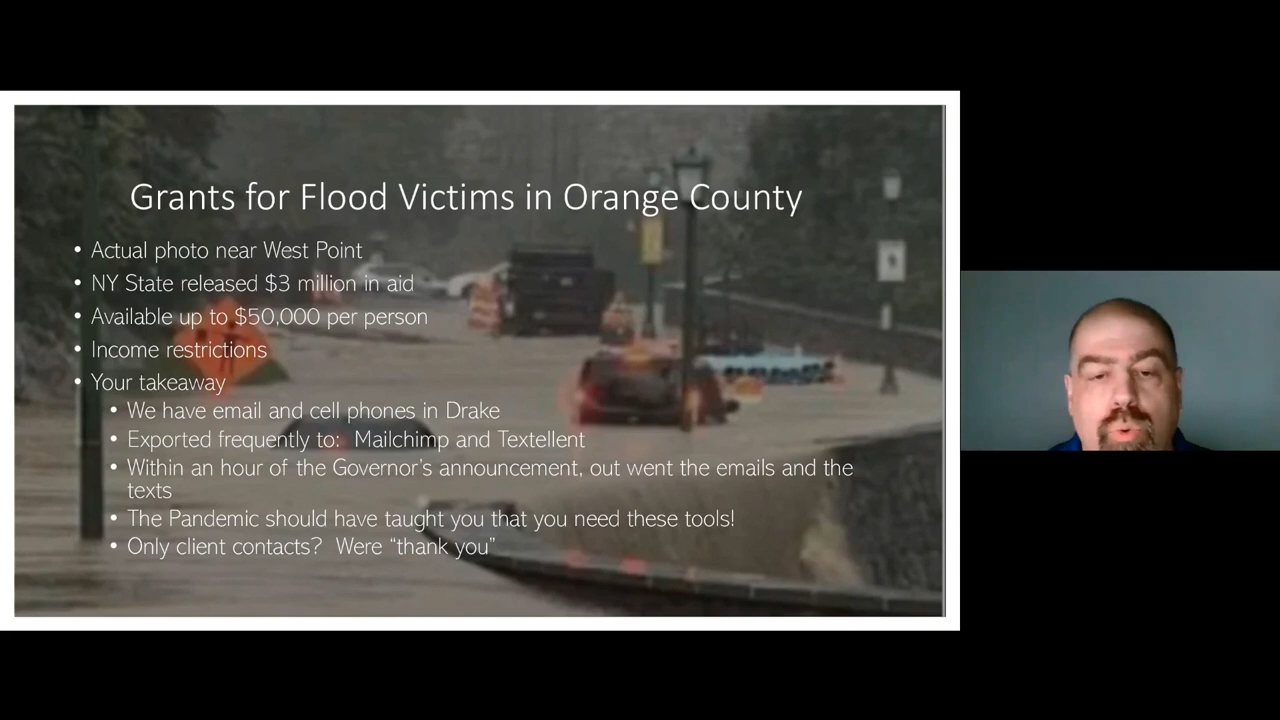 Grants for Flood Victims in Orange County
• Actual photo near West Point
• NY State released $3 million in aid
• Available up to $50,000 per person
• Income restrictions
• Your takeaway
• We have email and cell phones in Drake
• Exported frequently to:  Mailchimp and Textellent
• Within an hour of the Governor's announcement, out went the emails and the
texts
• The Pandemic should have taught you that you need these tools!
• Only client contacts?  Were “thank you”